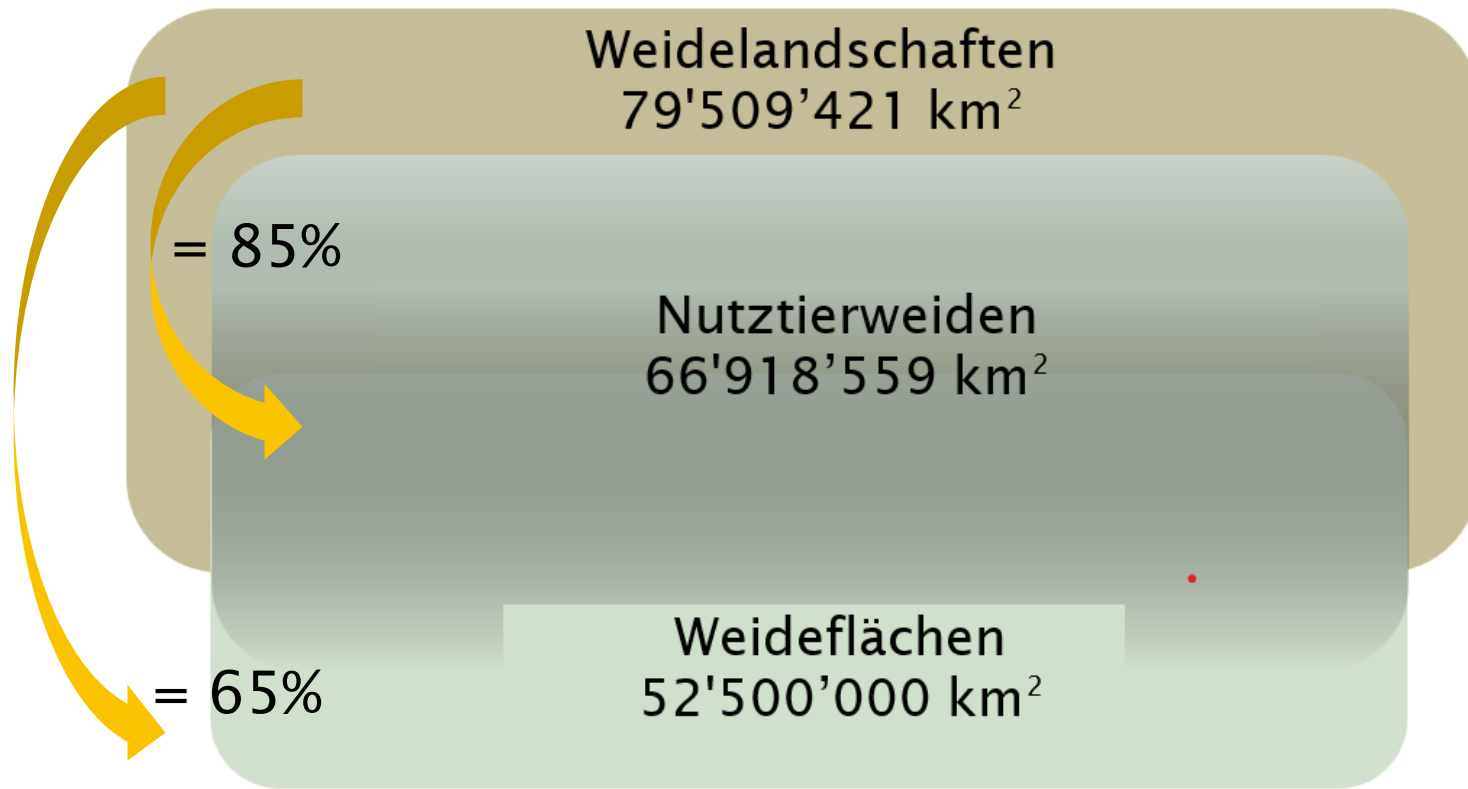 Weidelandschaften
79'509’421 km²
= 85%
Nutztierweiden
66'918’559 km²
Weideflächen
52'500’000 km²
= 65%